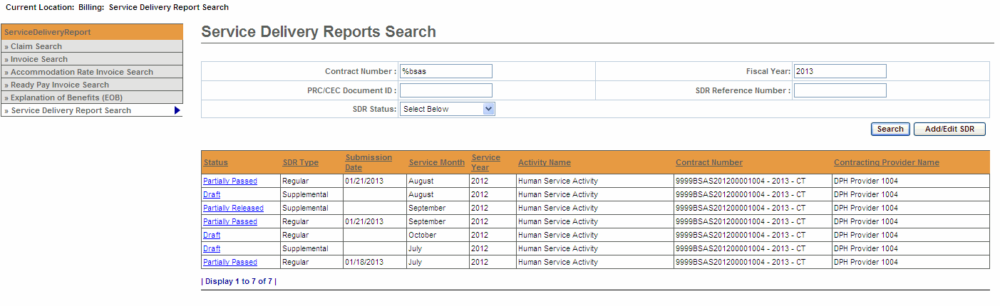 Current Location: Billing: Service Delivery Report Search
ServiceDeliveryReport
» Claim Search
» Invoice Search
» Accommodation Rate Invoice Search
» Ready Pay Invoice Search
» Explanation of Benefits (EOB)
» Service Delivery Report Search
Service Delivery Reports Search
Contract Number : %bsas Fiscal Year: 2013
PRC/CEC Document ID : SDR Reference Number :
SDR Status: Select Below
Search Add/Edit SDR
Status SDR Type Submission Date Service Month Service Year Activity Name Contract Number Contracting Provider Name
Partially Passed Regular 01/21/2013 August 2012 Human Service Activity 9999BSAS201200001004 - 2013 - CT DPH Provider 1004
Draft Supplemental August 2012 Human Service Activity 9999BSAS201200001004 - 2013 - CT DPH Provider 1004
Partially Released Supplemental September 2012 Human Service Activity 9999BSAS201200001004 - 2013 - CT DPH Provider 1004
Partially Passed Regular 01/21/2013 September 2012 Human Service Activity 9999BSAS201200001004 - 2013 - CT DPH Provider 1004
Draft Regular October 2012 Human Service Activity 9999BSAS201200001004 - 2013 - CT DPH Provider 1004
Draft Supplemental July 2012 Human Service Activity 9999BSAS201200001004 - 2013 - CT DPH Provider 1004
Partially Passed Regular 01/18/2013 July 2012 Human Service Activity 9999BSAS201200001004 - 2013 - CT DPH Provider 1004
| Display 1 to 7 of 7 |